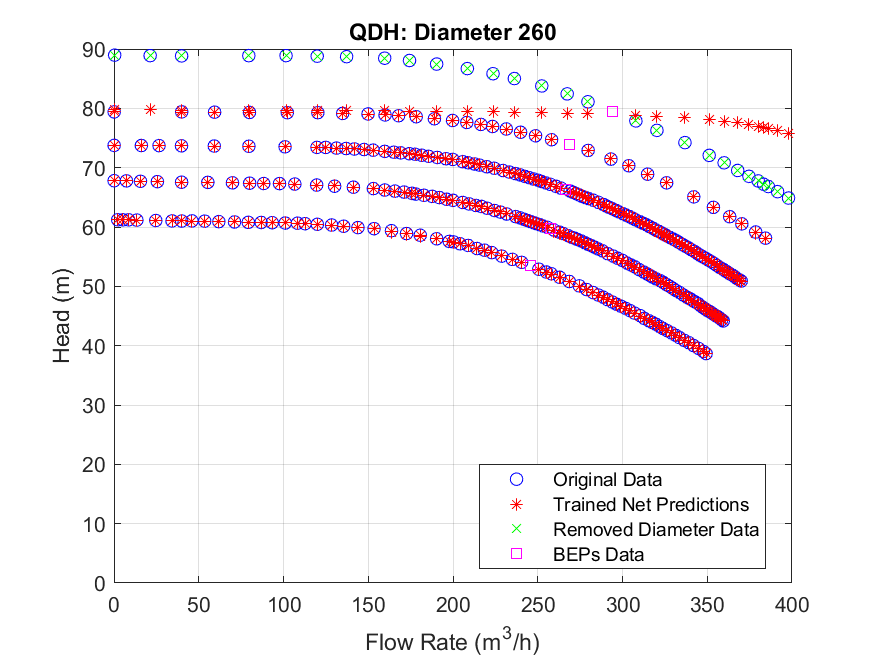 QDH: Diameter 260
90
80
70
60
50
40
30
20
10
0
Head (m)
Original Data
Trained Net Predictions
Removed Diameter Data
BEPs Data
0 50 100 150 200 250 300 350 400
Flow Rate (m³/h)